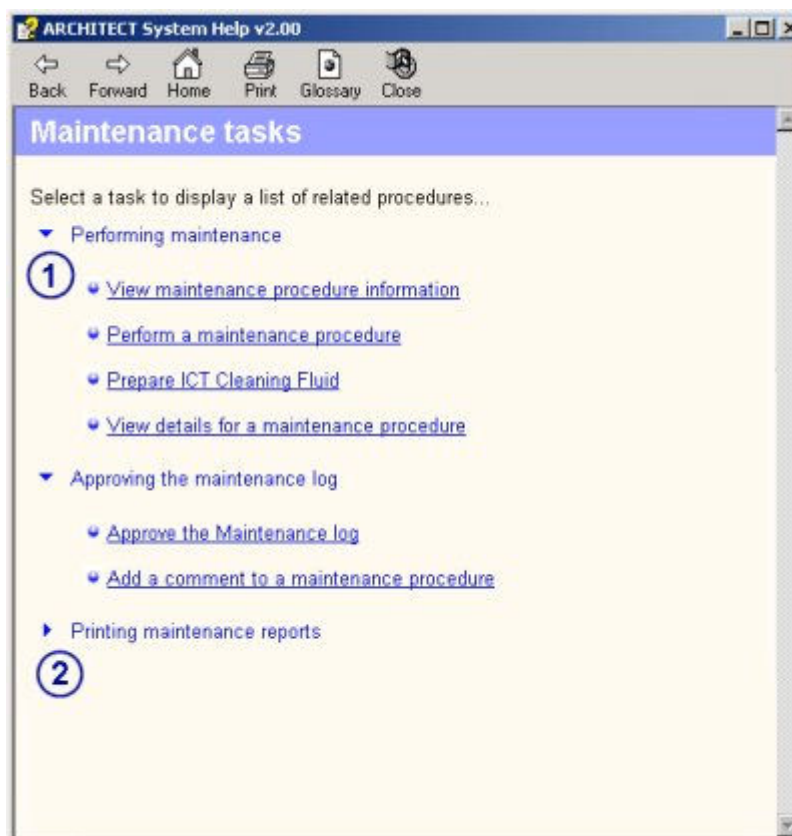 ARCHITECT System Help v2.00
Back Forward Home Print Glossary Close
Maintenance tasks
Select a task to display a list of related procedures...
Performing maintenance
1
View maintenance procedure information
Perform a maintenance procedure
Prepare ICT Cleaning Fluid
View details for a maintenance procedure
Approving the maintenance log
Approve the Maintenance log
Add a comment to a maintenance procedure
Printing maintenance reports
2